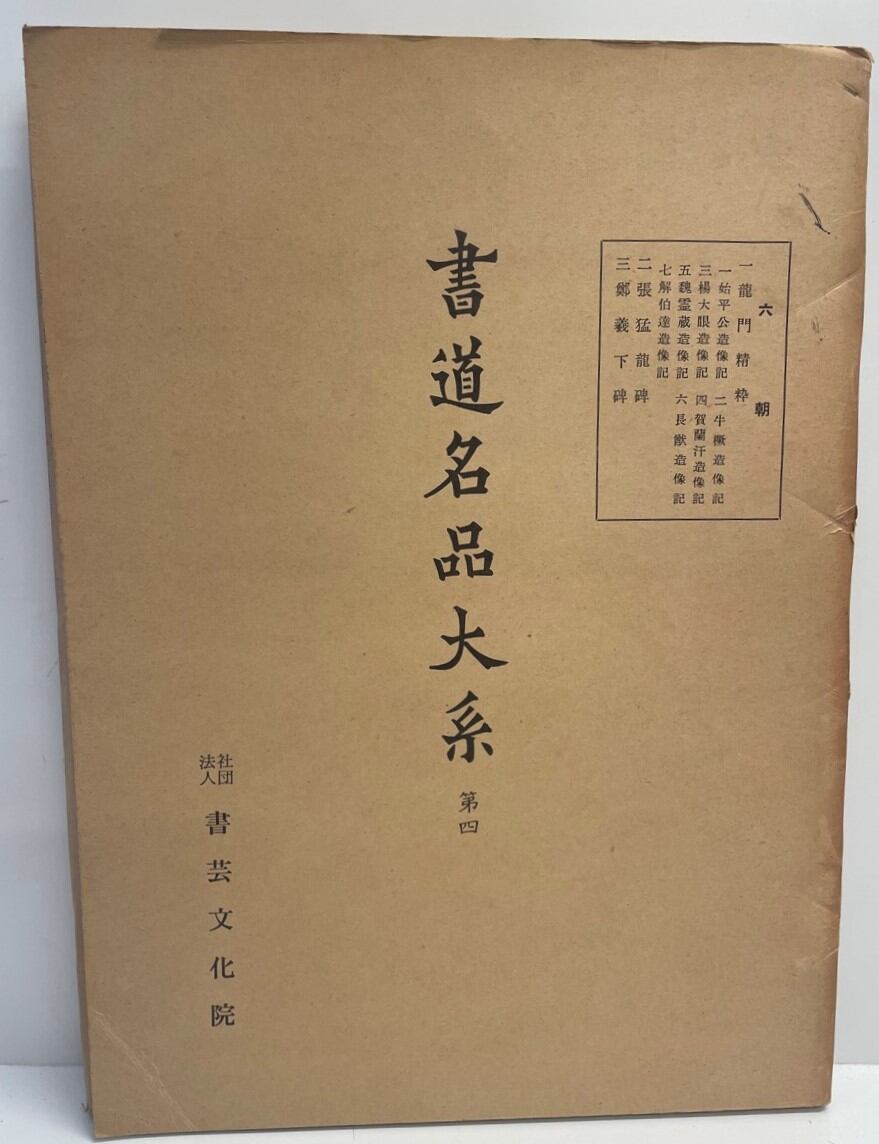 六朝
一龍門精粋
一始平公造像記 二牛橛造像記
三楊大眼造像記 四賀蘭汗造像記
五魏霊蔵造像記 六長猷造像記
七解伯達造像記
二張猛龍碑
三鄭羲下碑
書道名品大系 第四
社団法人 書芸文化院